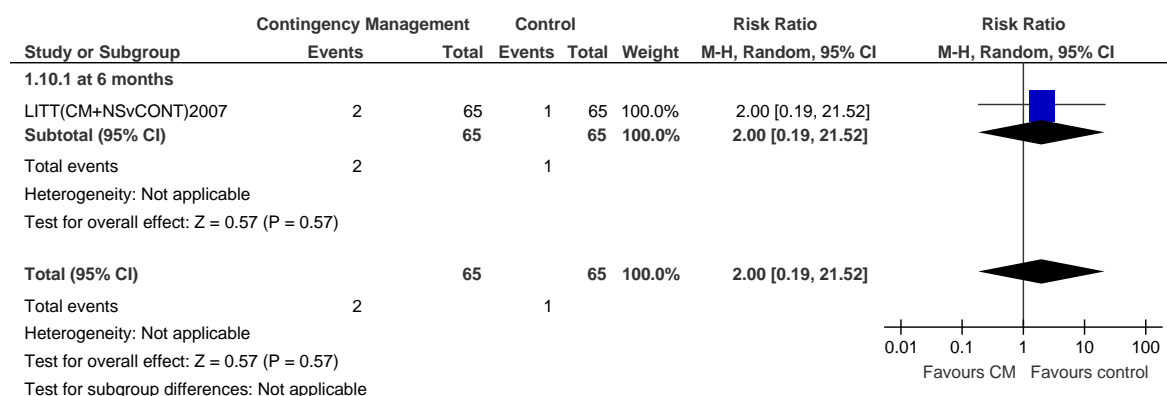 Contingency Management Control Risk Ratio Risk Ratio
Study or Subgroup Events Total Events Total Weight M-H, Random, 95% CI M-H, Random, 95% CI
1.10.1 at 6 months
LITT(CM+NSvCONT)2007 2 65 1 65 100.0% 2.00 [0.19, 21.52]
Subtotal (95% CI) 65 65 100.0% 2.00 [0.19, 21.52]
Total events 2 1
Heterogeneity: Not applicable
Test for overall effect: Z = 0.57 (P = 0.57)
Total (95% CI) 65 65 100.0% 2.00 [0.19, 21.52]
Total events 2 1
Heterogeneity: Not applicable
Test for overall effect: Z = 0.57 (P = 0.57)
Test for subgroup differences: Not applicable
0.01 0.1 1 10 100
Favours CM Favours control